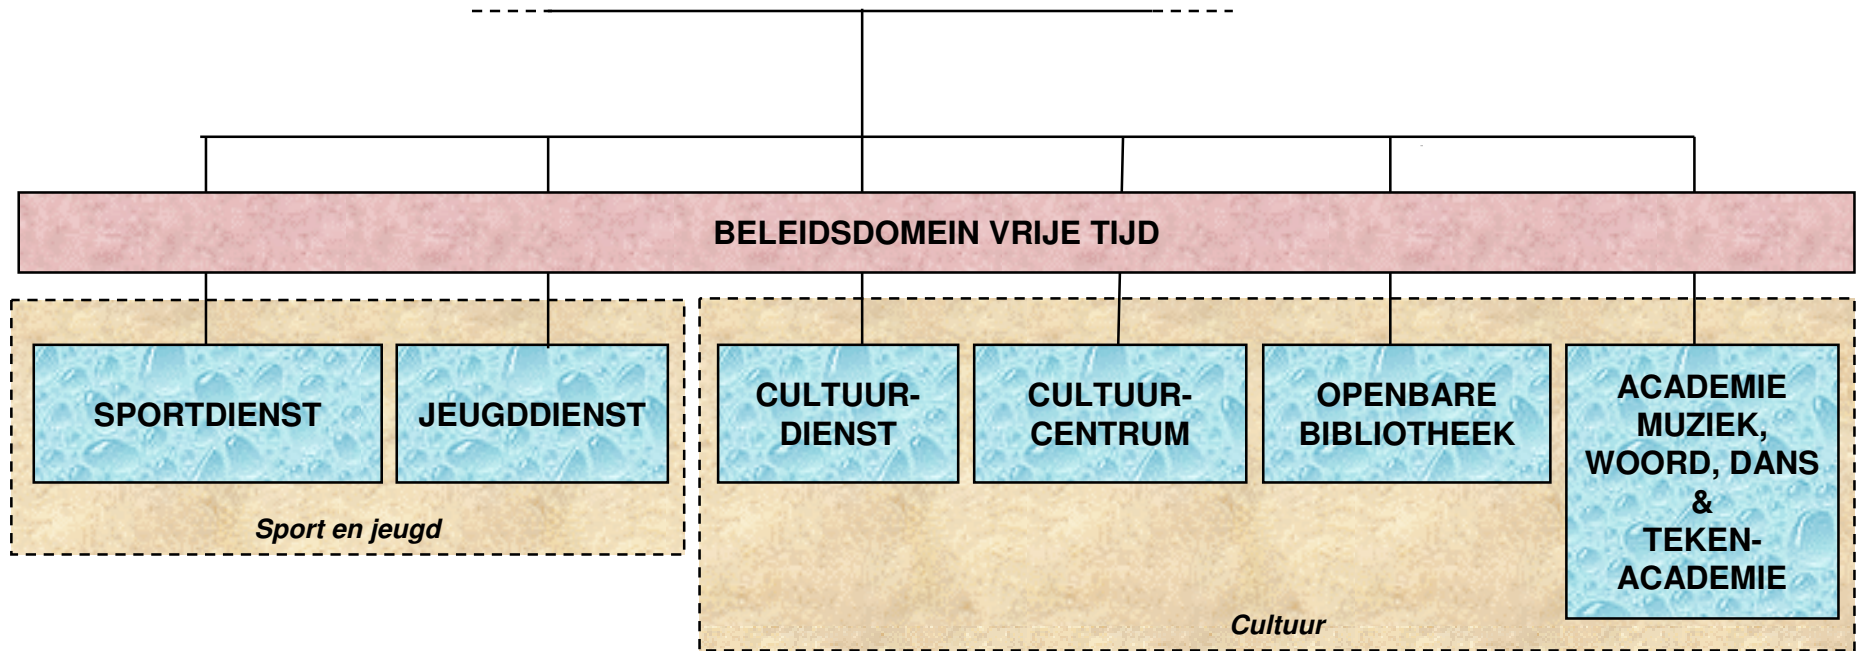 BELEIDSDOMEIN VRIJE TIJD
SPORTDIENST
JEUGDDIENST
CULTUUR-
DIENST
CULTUUR-
CENTRUM
OPENBARE
BIBLIOTHEEK
ACADEMIE
MUZIEK,
WOORD, DANS
&
TEKEN-
ACADEMIE
Sport en jeugd
Cultuur